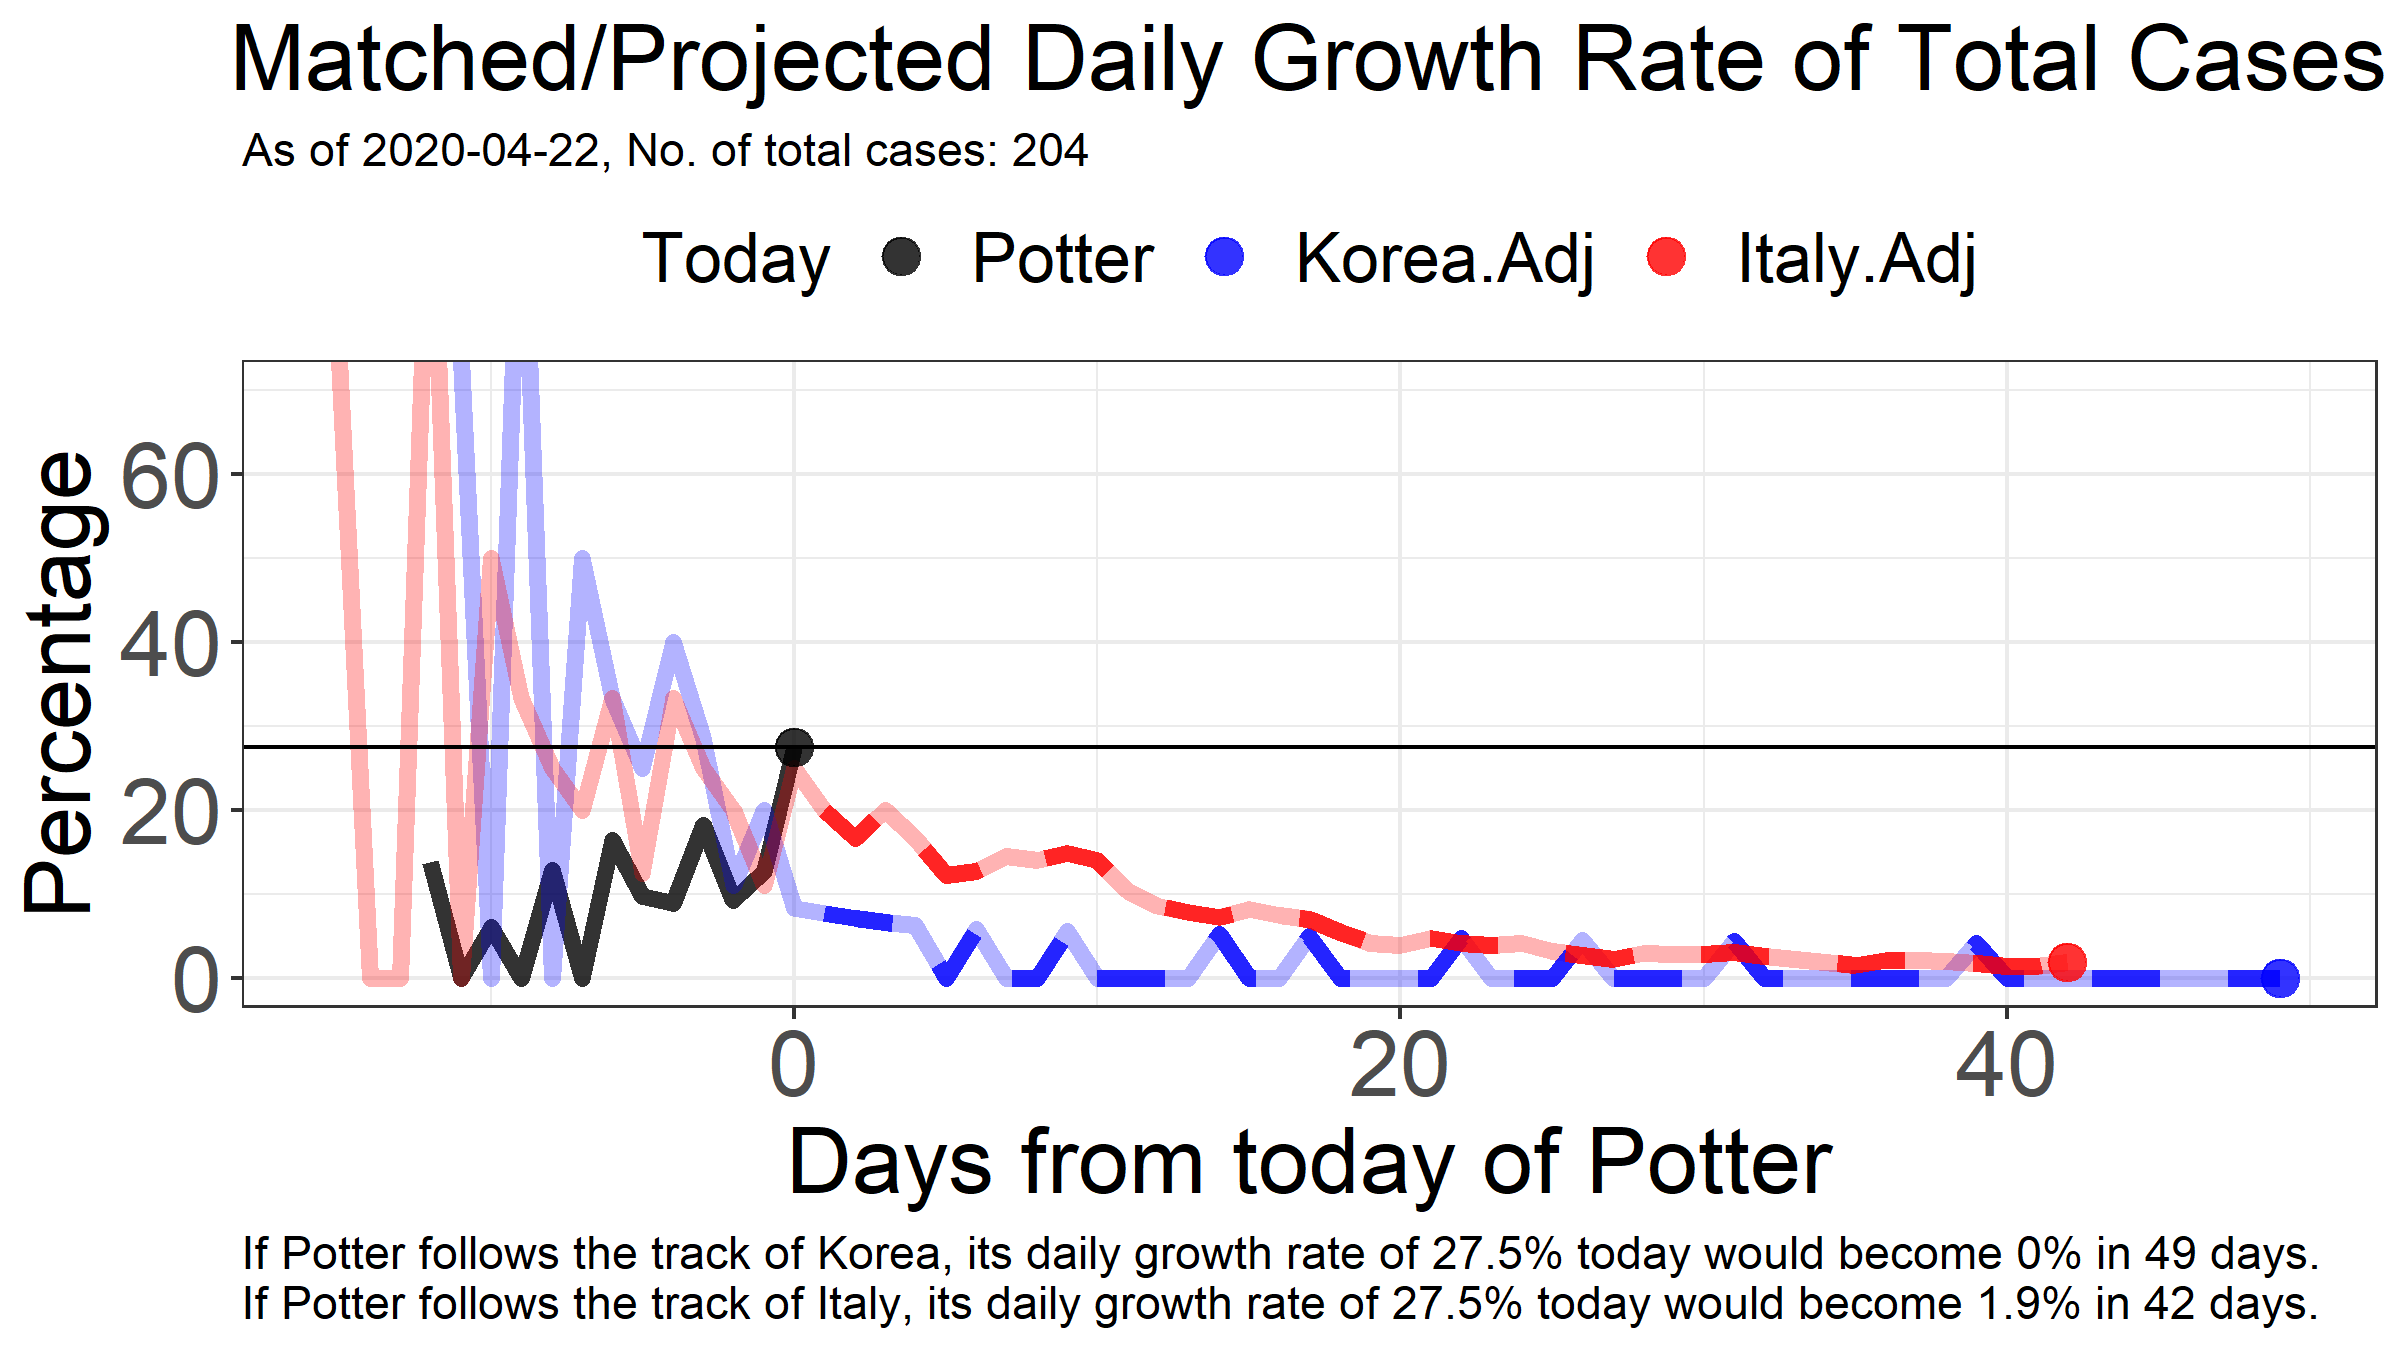 Matched/Projected Daily Growth Rate of Total Cases
As of 2020-04-22, No. of total cases: 204
Today Potter Korea.Adj Italy.Adj
Percentage
60
40
20
0
0 20 40
Days from today of Potter
If Potter follows the track of Korea, its daily growth rate of 27.5% today would become 0% in 49 days.
If Potter follows the track of Italy, its daily growth rate of 27.5% today would become 1.9% in 42 days.